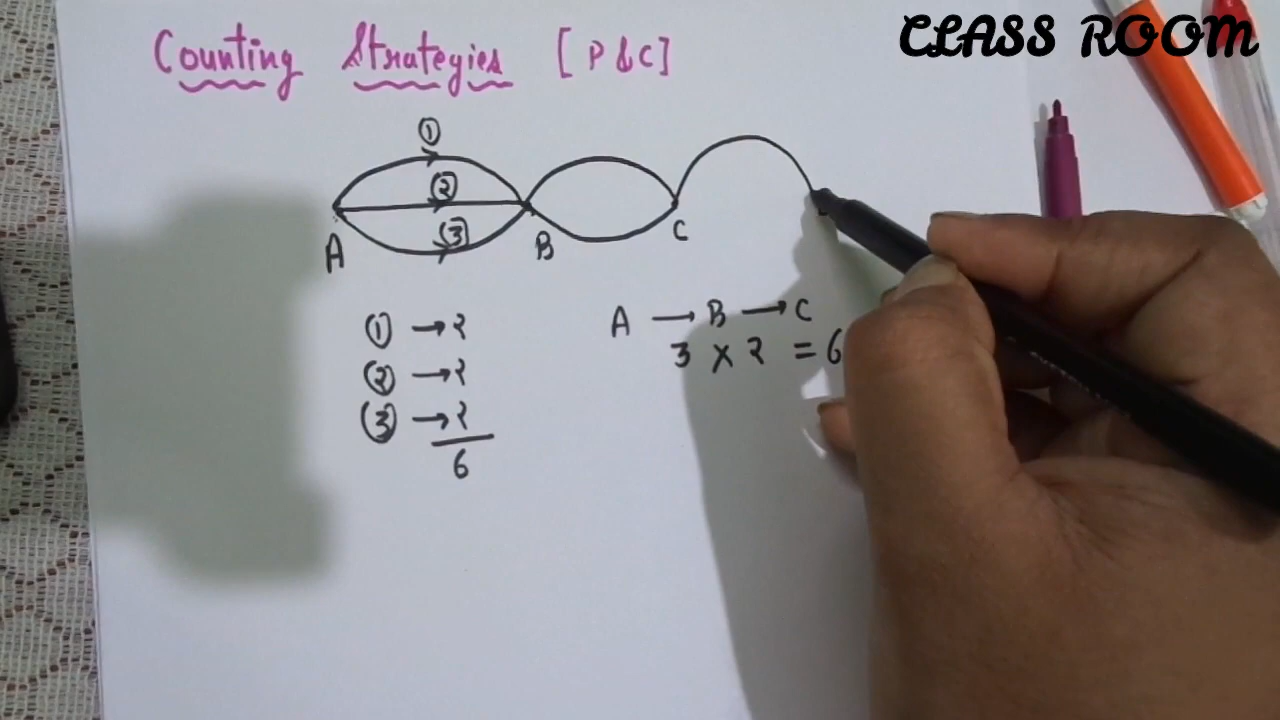 CLASS ROOM
Counting Strategies [P & C]
①
②
③
A
B
C
① → 2
② → 2
③ → 2
6
A → B → C
3 × 2 = 6